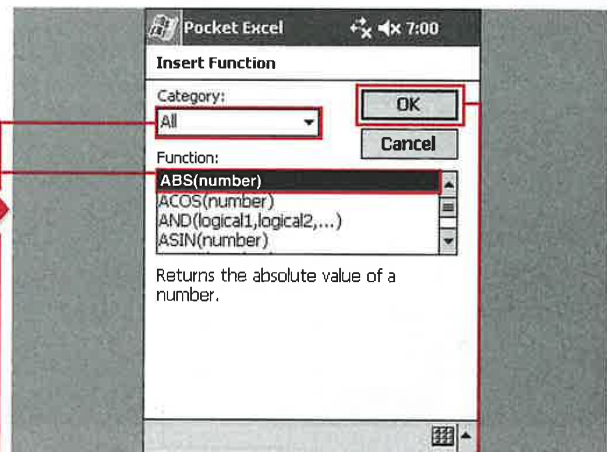 Pocket Excel 7:00
Insert Function
Category:
All
OK
Cancel
Function:
ABS(number)
ACOS(number)
AND(logical1,logical2,...)
ASIN(number)
Returns the absolute value of a
number.